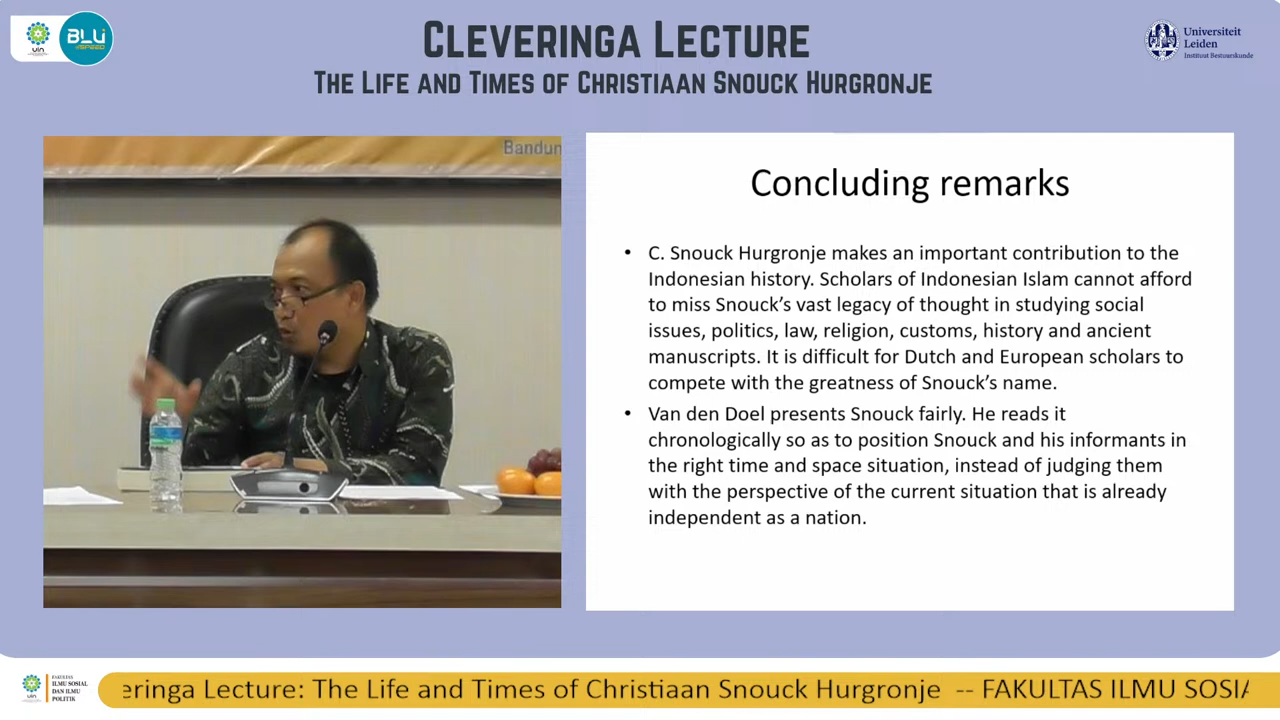 uin
BLU
SPEED
CLEVERINGA LECTURE
THE LIFE AND TIMES OF CHRISTIAAN SNOUCK HURGRONJE
Universiteit
Leiden
Instituut Bestuurskunde
Bandun
Concluding remarks
• C. Snouck Hurgronje makes an important contribution to the
Indonesian history. Scholars of Indonesian Islam cannot afford
to miss Snouck’s vast legacy of thought in studying social
issues, politics, law, religion, customs, history and ancient
manuscripts. It is difficult for Dutch and European scholars to
compete with the greatness of Snouck’s name.
• Van den Doel presents Snouck fairly. He reads it
chronologically so as to position Snouck and his informants in
the right time and space situation, instead of judging them
with the perspective of the current situation that is already
independent as a nation.
uin
FAKULTAS
ILMU SOSIAL
DAN ILMU
POLITIK
eringa Lecture: The Life and Times of Christiaan Snouck Hurgronje -- FAKULTAS ILMU SOSIA